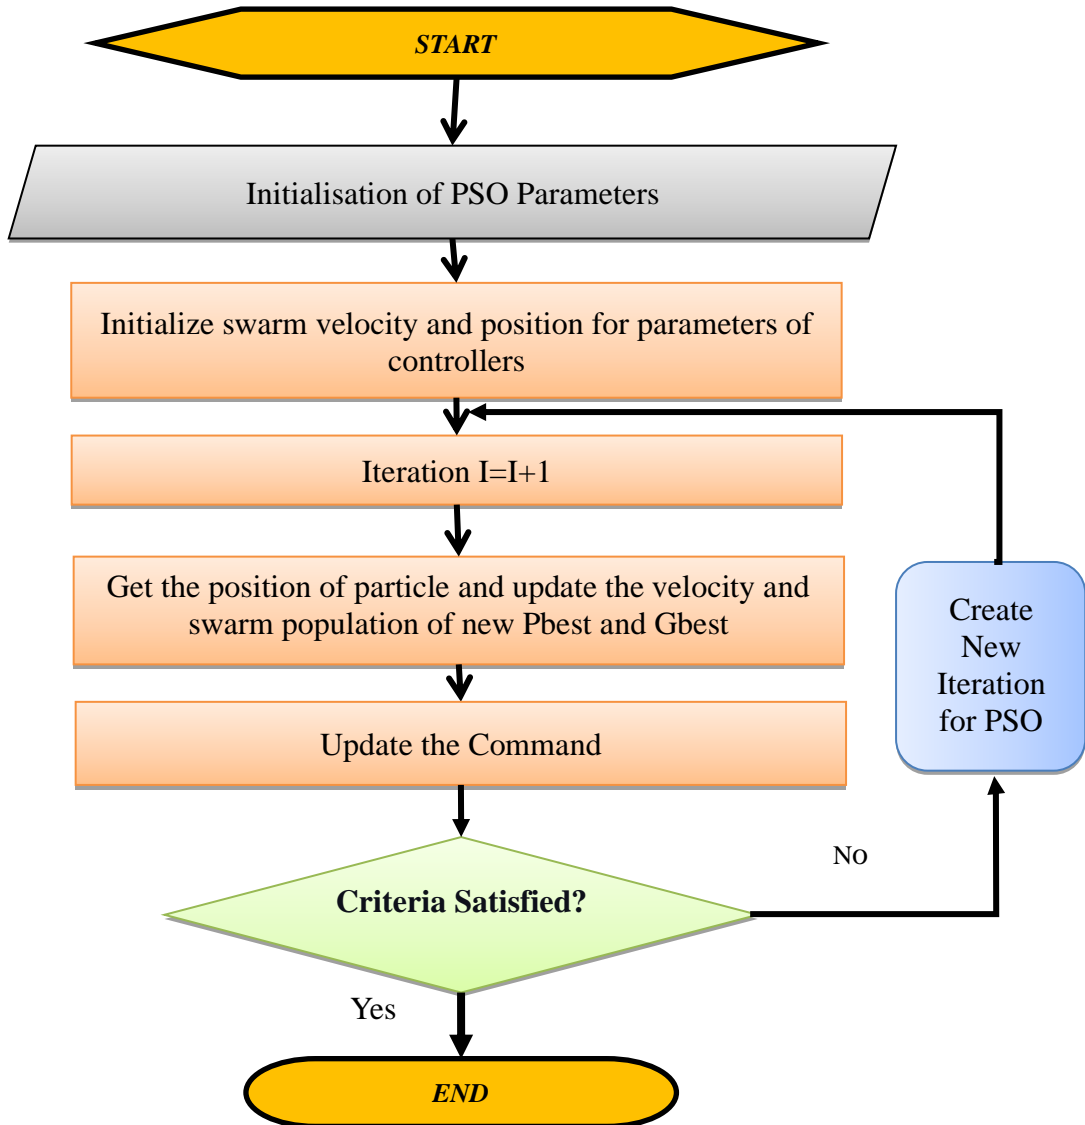 START
Initialisation of PSO Parameters
Initialize swarm velocity and position for parameters of
controllers
Iteration I=I+1
Get the position of particle and update the velocity and
swarm population of new Pbest and Gbest
Create
New
Iteration
for PSO
Update the Command
No
Criteria Satisfied?
Yes
END